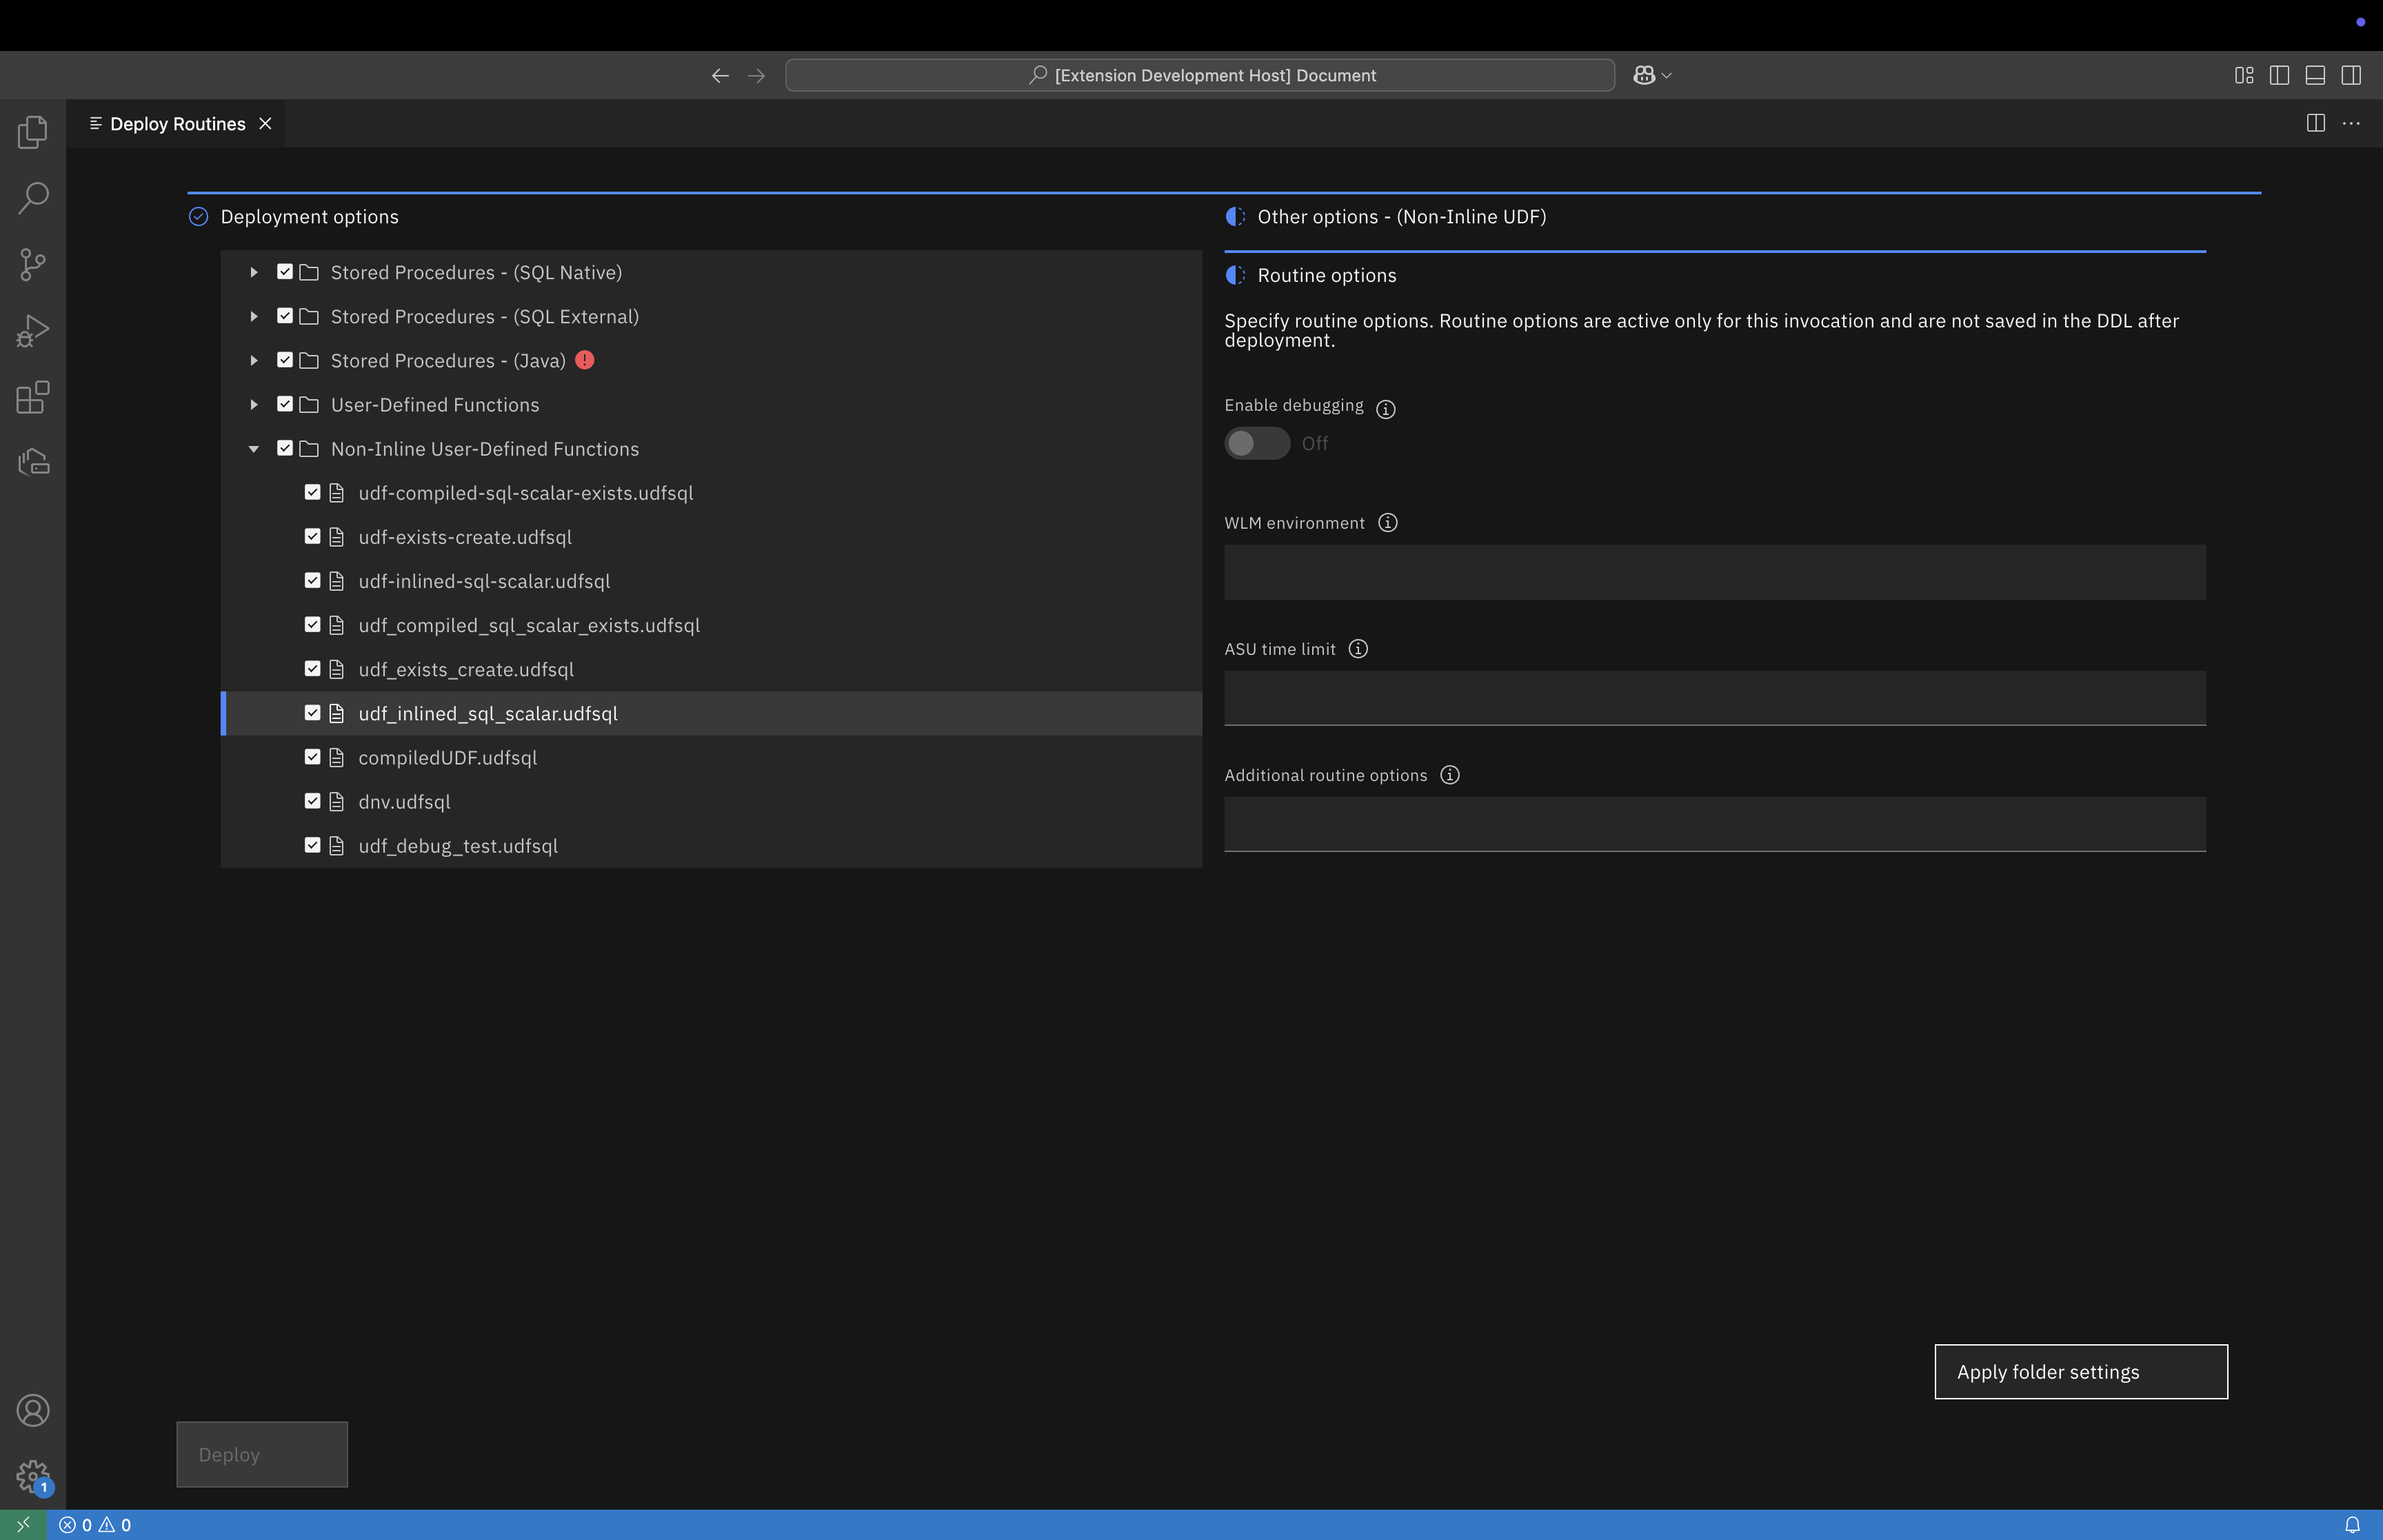 [Extension Development Host] Document
Deploy Routines
Deployment options
Stored Procedures - (SQL Native)
Stored Procedures - (SQL External)
Stored Procedures - (Java)
User-Defined Functions
Non-Inline User-Defined Functions
udf-compiled-sql-scalar-exists.udfsql
udf-exists-create.udfsql
udf-inlined-sql-scalar.udfsql
udf_compiled_sql_scalar_exists.udfsql
udf_exists_create.udfsql
udf_inlined_sql_scalar.udfsql
compiledUDF.udfsql
dnv.udfsql
udf_debug_test.udfsql
Other options - (Non-Inline UDF)
Routine options
Specify routine options. Routine options are active only for this invocation and are not saved in the DDL after
deployment.
Enable debugging
Off
WLM environment
ASU time limit
Additional routine options
Apply folder settings
Deploy
1
0 0